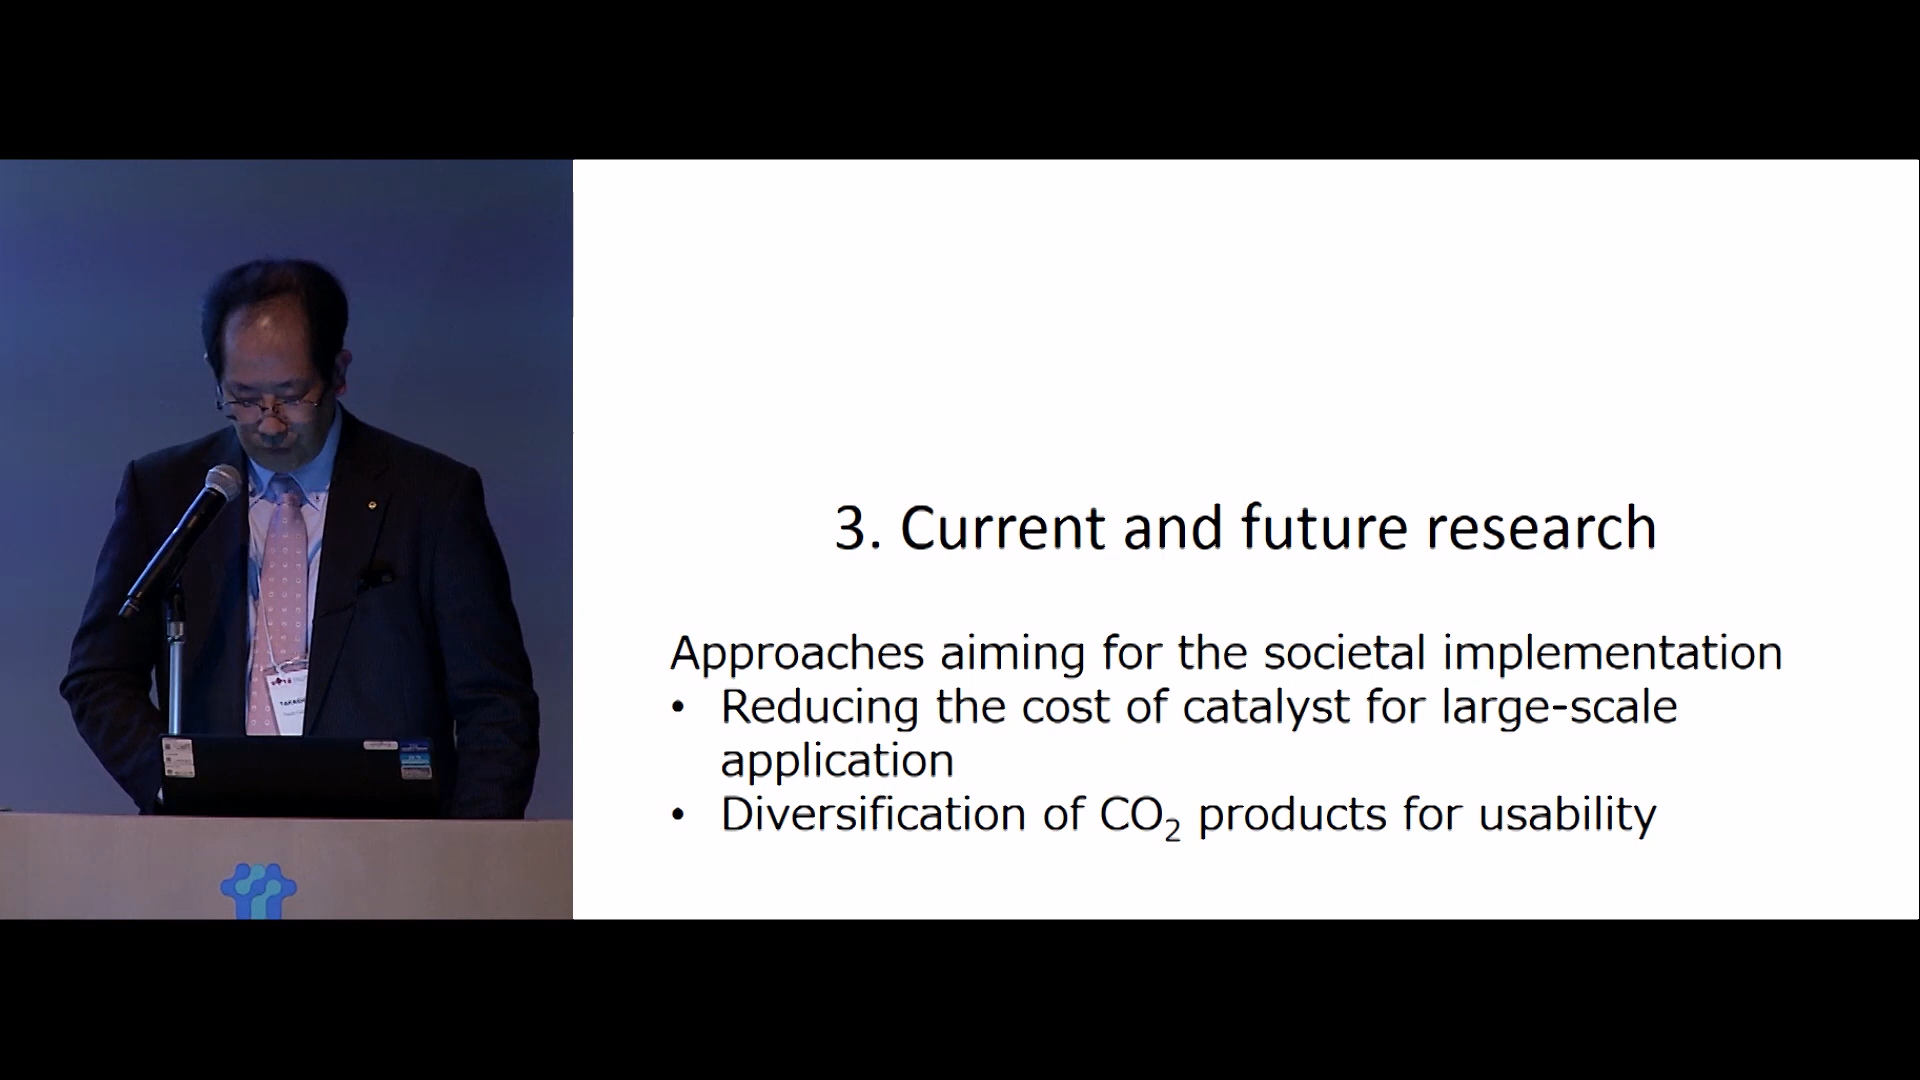 3. Current and future research
Approaches aiming for the societal implementation
• Reducing the cost of catalyst for large-scale
application
• Diversification of CO₂ products for usability